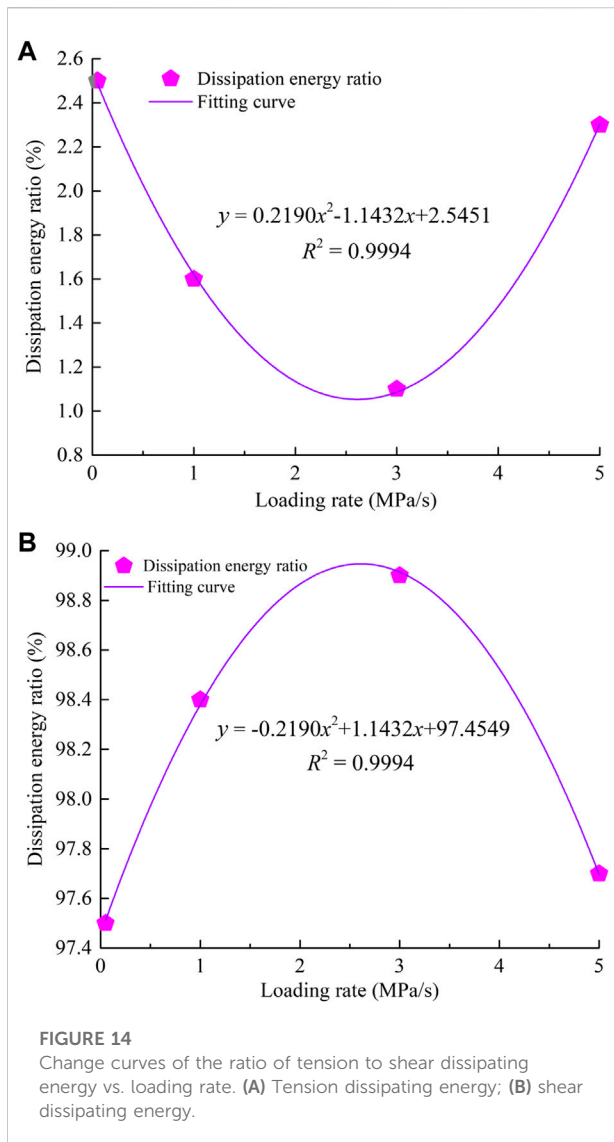 A
2.6
2.4
2.2
2.0
1.8
1.6
1.4
1.2
1.0
0.8
Dissipation energy ratio (%)
Dissipation energy ratio
Fitting curve
y = 0.2190x²-1.1432x+2.5451
R² = 0.9994
0 1 2 3 4 5
Loading rate (MPa/s)
B
99.0
98.8
98.6
98.4
98.2
98.0
97.8
97.6
97.4
Dissipation energy ratio (%)
Dissipation energy ratio
Fitting curve
y = -0.2190x²+1.1432x+97.4549
R² = 0.9994
0 1 2 3 4 5
Loading rate (MPa/s)
FIGURE 14
Change curves of the ratio of tension to shear dissipating
energy vs. loading rate. (A) Tension dissipating energy; (B) shear
dissipating energy.